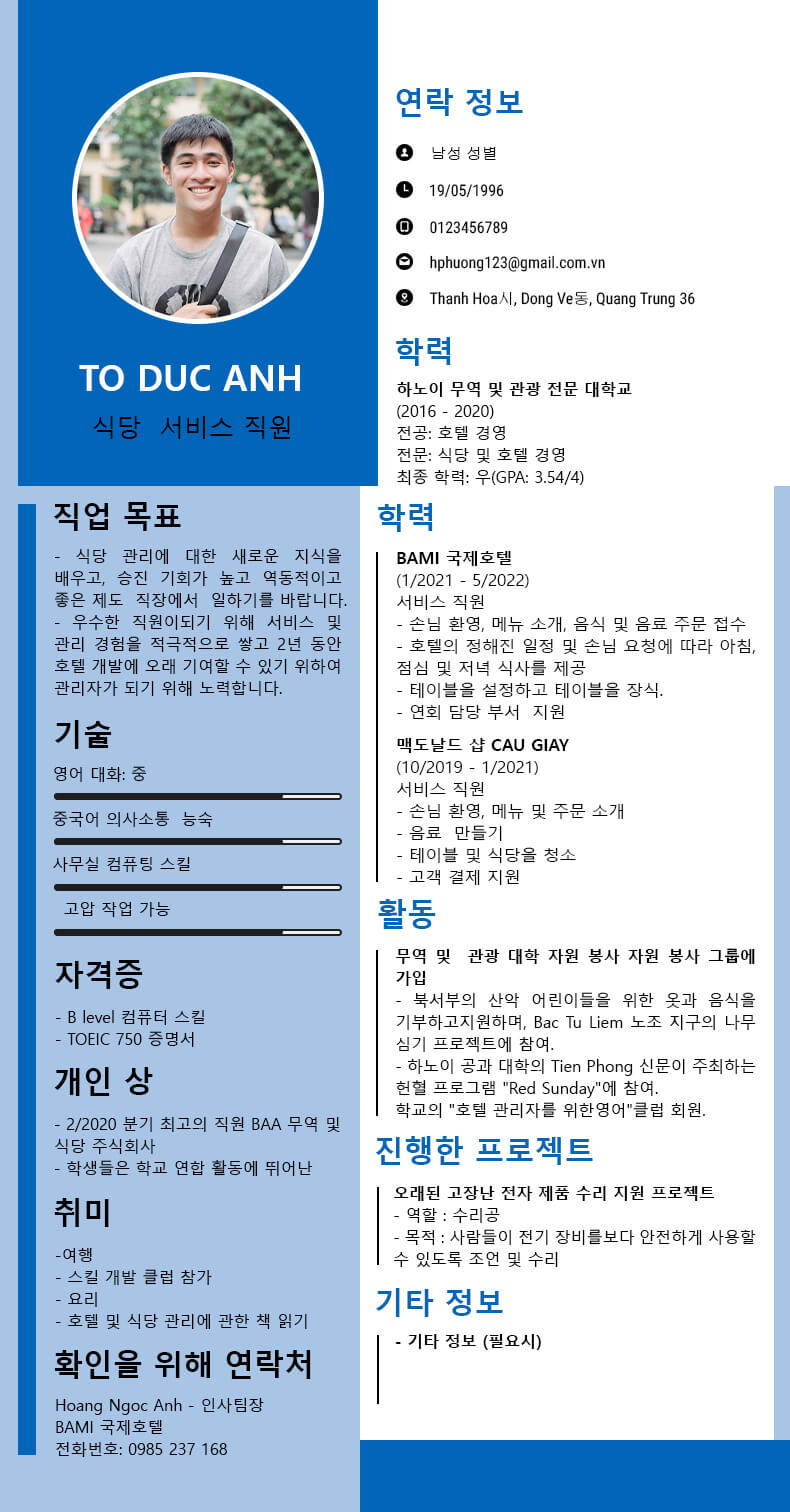 TO DUC ANH
식당 서비스 직원
연락 정보
남성 성별
19/05/1996
0123456789
hphuong123@gmail.com.vn
Thanh Hoa시, Dong Ve동, Quang Trung 36
학력
하노이 무역 및 관광 전문 대학교
(2016 - 2020)
전공: 호텔 경영
전문: 식당 및 호텔 경영
최종 학력: 우(GPA: 3.54/4)
직업 목표
- 식당 관리에 대한 새로운 지식을
배우고, 승진 기회가 높고 역동적이고
좋은 제도 직장에서 일하기를 바랍니다.
- 우수한 직원이되기 위해 서비스 및
관리 경험을 적극적으로 쌓고 2년 동안
호텔 개발에 오래 기여할 수 있기 위하여
관리자가 되기 위해 노력합니다.
기술
영어 대화: 중
중국어 의사소통 능숙
사무실 컴퓨팅 스킬
고압 작업 가능
자격증
- B level 컴퓨터 스킬
- TOEIC 750 증명서
개인 상
- 2/2020 분기 최고의 직원 BAA 무역 및
식당 주식회사
- 학생들은 학교 연합 활동에 뛰어난
취미
-여행
- 스킬 개발 클럽 참가
- 요리
- 호텔 및 식당 관리에 관한 책 읽기
확인을 위해 연락처
Hoang Ngoc Anh - 인사팀장
BAMI 국제호텔
전화번호: 0985 237 168
학력
BAMI 국제호텔
(1/2021 - 5/2022)
서비스 직원
- 손님 환영, 메뉴 소개, 음식 및 음료 주문 접수
- 호텔의 정해진 일정 및 손님 요청에 따라 아침,
점심 및 저녁 식사를 제공
- 테이블을 설정하고 테이블을 장식.
- 연회 담당 부서 지원
맥도날드 샵 CAU GIAY
(10/2019 - 1/2021)
서비스 직원
- 손님 환영, 메뉴 및 주문 소개
- 음료 만들기
- 테이블 및 식당을 청소
- 고객 결제 지원
활동
무역 및 관광 대학 자원 봉사 자원 봉사 그룹에
가입
- 북서부의 산악 어린이들을 위한 옷과 음식을
기부하고지원하며, Bac Tu Liem 노조 지구의 나무
심기 프로젝트에 참여.
- 하노이 공과 대학의 Tien Phong 신문이 주최하는
헌혈 프로그램 "Red Sunday"에 참여.
학교의 "호텔 관리자를 위한영어"클럽 회원.
진행한 프로젝트
오래된 고장난 전자 제품 수리 지원 프로젝트
- 역할 : 수리공
- 목적 : 사람들이 전기 장비를보다 안전하게 사용할
수 있도록 조언 및 수리
기타 정보
- 기타 정보 (필요시)